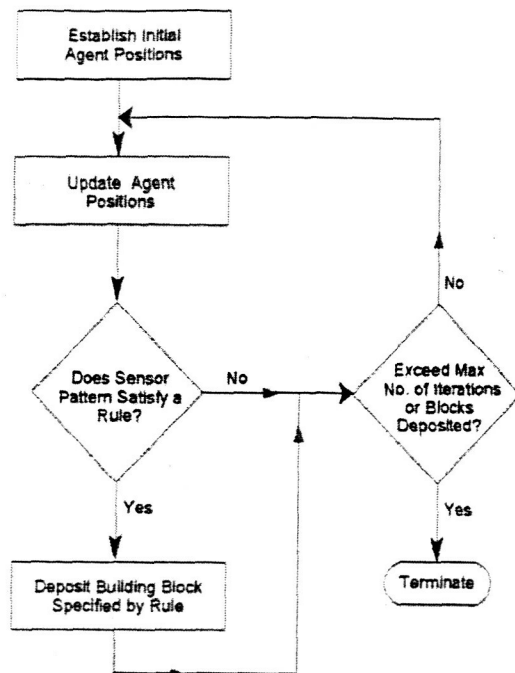 Establish Initial
Agent Positions
Update Agent
Positions
Does Sensor
Pattern Satisfy a
Rule?
No
Yes
Deposit Building Block
Specified by Rule
Exceed Max
No. of Iterations
or Blocks
Deposited?
No
Yes
Terminate